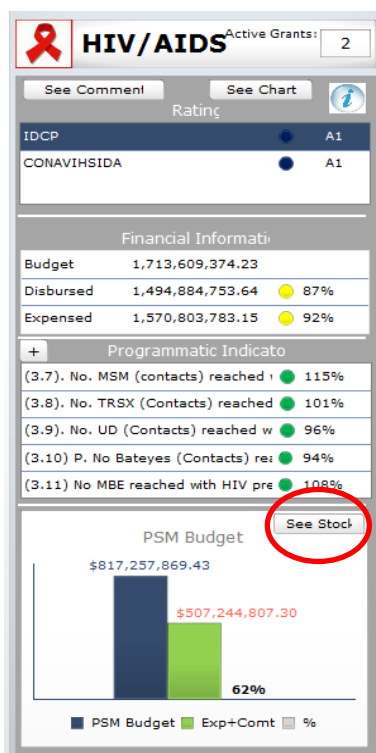 HIV/AIDS Active Grants: 2
See Comment See Chart
Rating
IDCP A1
CONAVIHSIDA A1
Financial Informati
Budget 1,713,609,374.23
Disbursed 1,494,884,753.64 87%
Expensed 1,570,803,783.15 92%
+ Programmatic Indicato
(3.7). No. MSM (contacts) reached 115%
(3.8). No. TRSX (Contacts) reached 101%
(3.9). No. UD (Contacts) reached w 96%
(3.10) P. No Bateyes (Contacts) rea 94%
(3.11) No MBE reached with HIV pre 108%
See Stock
PSM Budget
$817,257,869.43
$507,244,807.30
62%
PSM Budget Exp+Comt %